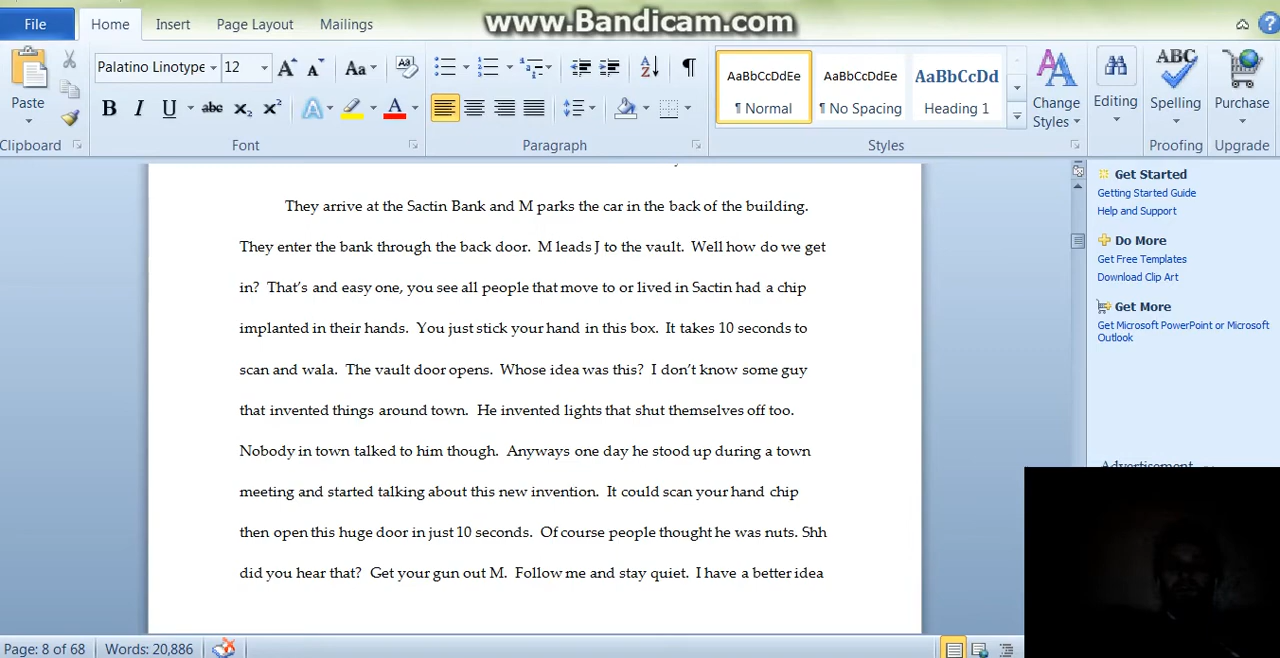 www.Bandicam.com
File Home Insert Page Layout Mailings
Palatino Linotype 12 Aa
Paste B I U abc X₂ X² A A
AaBbCcDdEe AaBbCcDdEe AaBbCcDd
¶ Normal ¶ No Spacing Heading 1
Change Styles Editing ABC Spelling Purchase
Clipboard Font Paragraph Styles Proofing Upgrade
They arrive at the Sactin Bank and M parks the car in the back of the building.
They enter the bank through the back door. M leads J to the vault. Well how do we get
in? That's and easy one, you see all people that move to or lived in Sactin had a chip
implanted in their hands. You just stick your hand in this box. It takes 10 seconds to
scan and wala. The vault door opens. Whose idea was this? I don't know some guy
that invented things around town. He invented lights that shut themselves off too.
Nobody in town talked to him though. Anyways one day he stood up during a town
meeting and started talking about this new invention. It could scan your hand chip
then open this huge door in just 10 seconds. Of course people thought he was nuts. Shh
did you hear that? Get your gun out M. Follow me and stay quiet. I have a better idea
Get Started
Getting Started Guide
Help and Support
Do More
Get Free Templates
Download Clip Art
Get More
Get Microsoft PowerPoint or Microsoft
Outlook
Advertisement
Page: 8 of 68 Words: 20,886